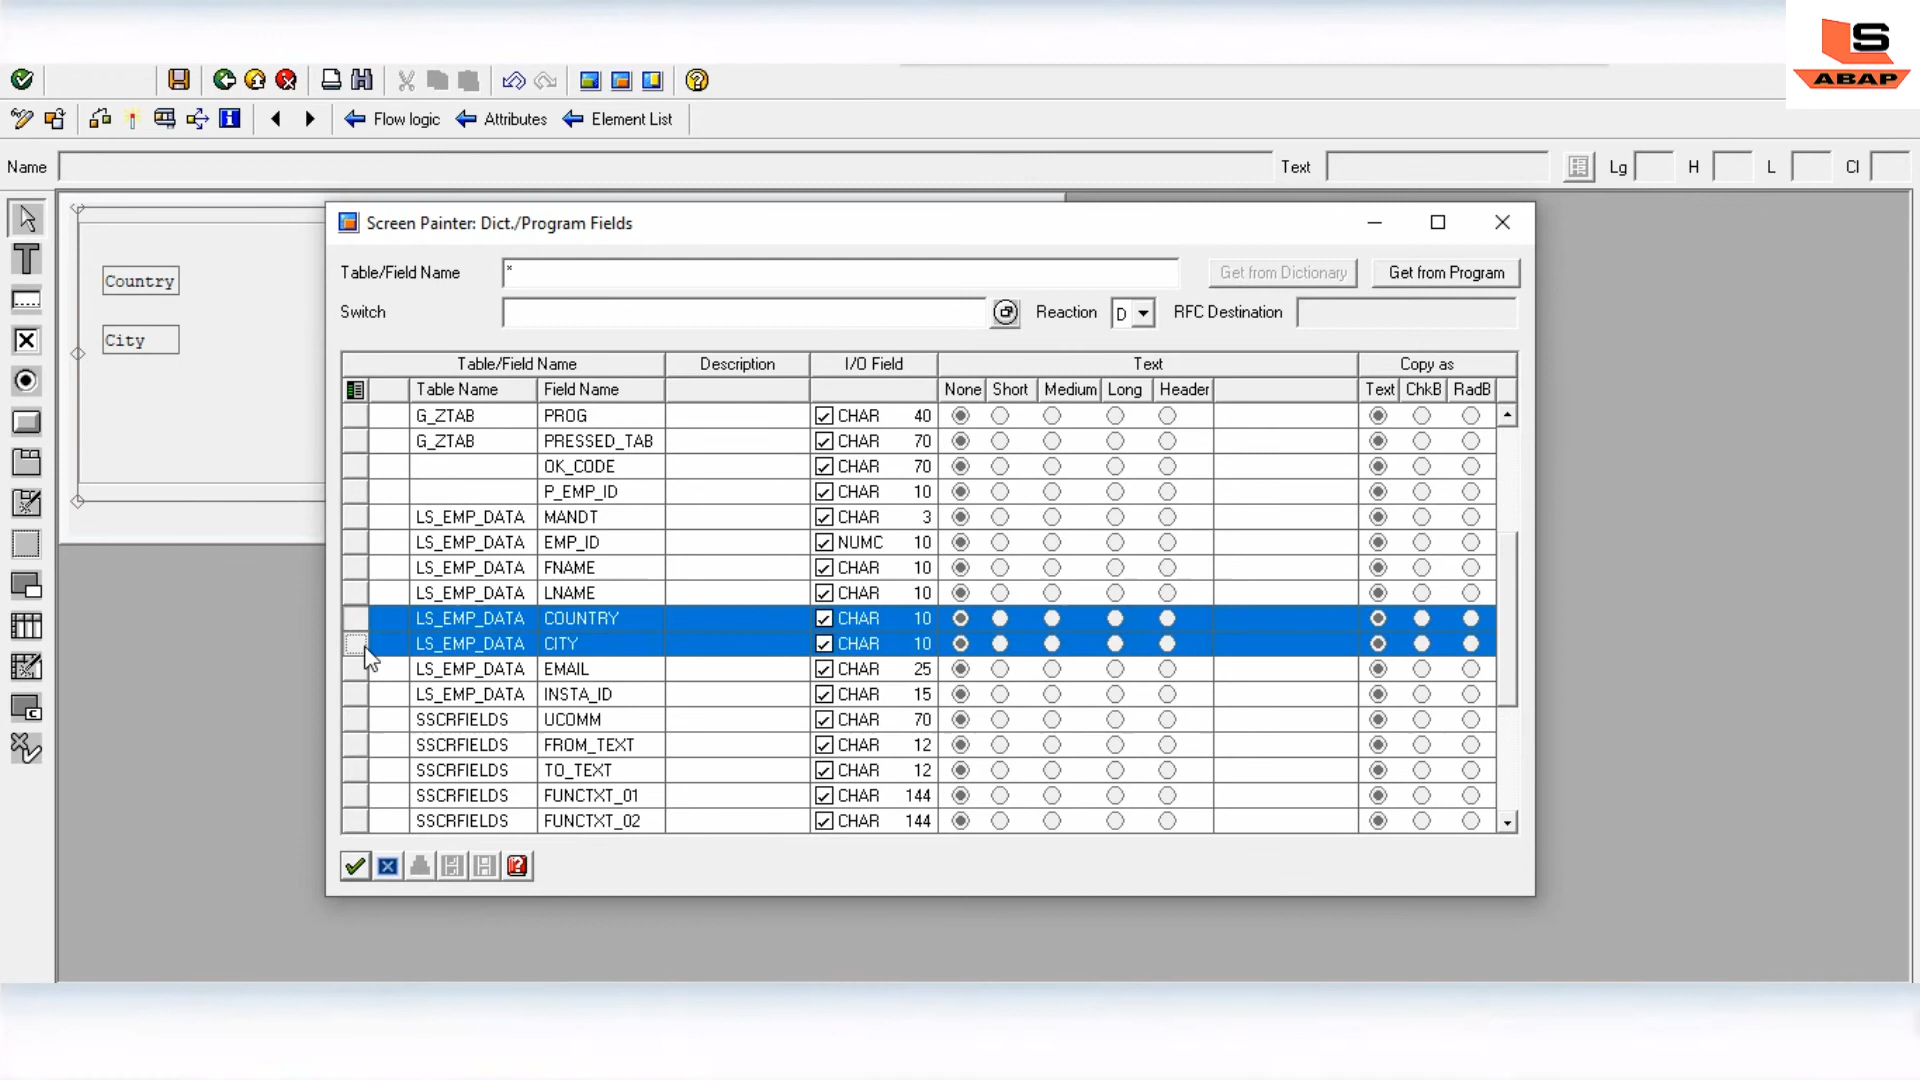 LS
ABAP
Flow logic Attributes Element List
Name Text Lg H L Cl
Country
City
Screen Painter: Dict./Program Fields
Table/Field Name * Get from Dictionary Get from Program
Switch Reaction D RFC Destination
Table/Field Name Description I/O Field Text Copy as
Table Name Field Name None Short Medium Long Header Text ChkB RadB
G_ZTAB PROG CHAR 40
G_ZTAB PRESSED_TAB CHAR 70
OK_CODE CHAR 70
P_EMP_ID CHAR 10
LS_EMP_DATA MANDT CHAR 3
LS_EMP_DATA EMP_ID NUMC 10
LS_EMP_DATA FNAME CHAR 10
LS_EMP_DATA LNAME CHAR 10
LS_EMP_DATA COUNTRY CHAR 10
LS_EMP_DATA CITY CHAR 10
LS_EMP_DATA EMAIL CHAR 25
LS_EMP_DATA INSTA_ID CHAR 15
SSCRFIELDS UCOMM CHAR 70
SSCRFIELDS FROM_TEXT CHAR 12
SSCRFIELDS TO_TEXT CHAR 12
SSCRFIELDS FUNCTXT_01 CHAR 144
SSCRFIELDS FUNCTXT_02 CHAR 144